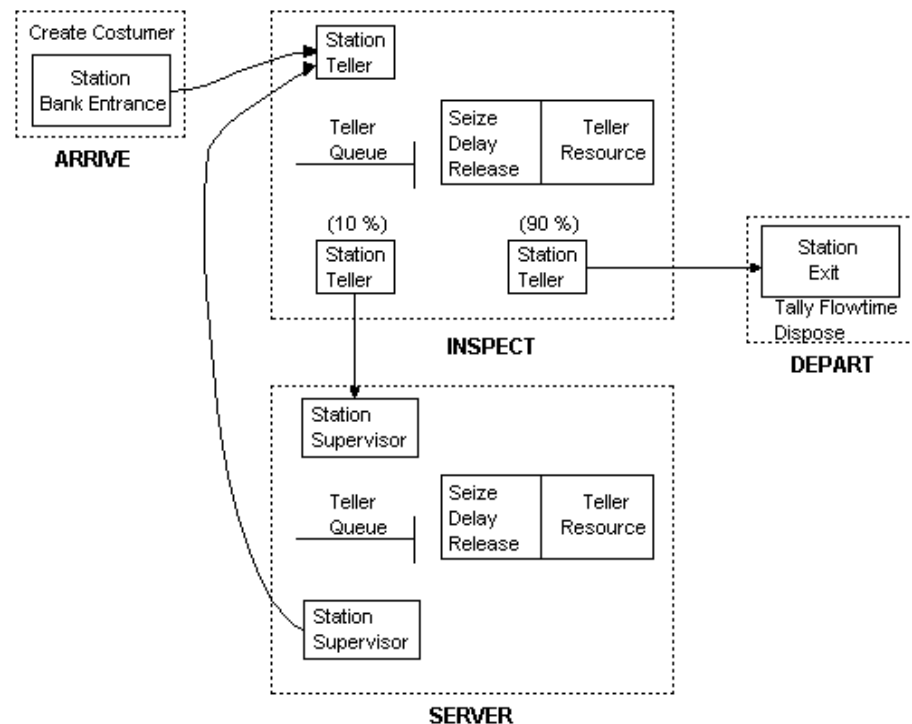 Create Costumer
Station
Bank Entrance
ARRIVE
Station
Teller
Teller
Queue
Seize
Delay
Release
Teller
Resource
(10 %)
Station
Teller
(90 %)
Station
Teller
INSPECT
Station
Exit
Tally Flowtime
Dispose
DEPART
Station
Supervisor
Teller
Queue
Seize
Delay
Release
Teller
Resource
Station
Supervisor
SERVER